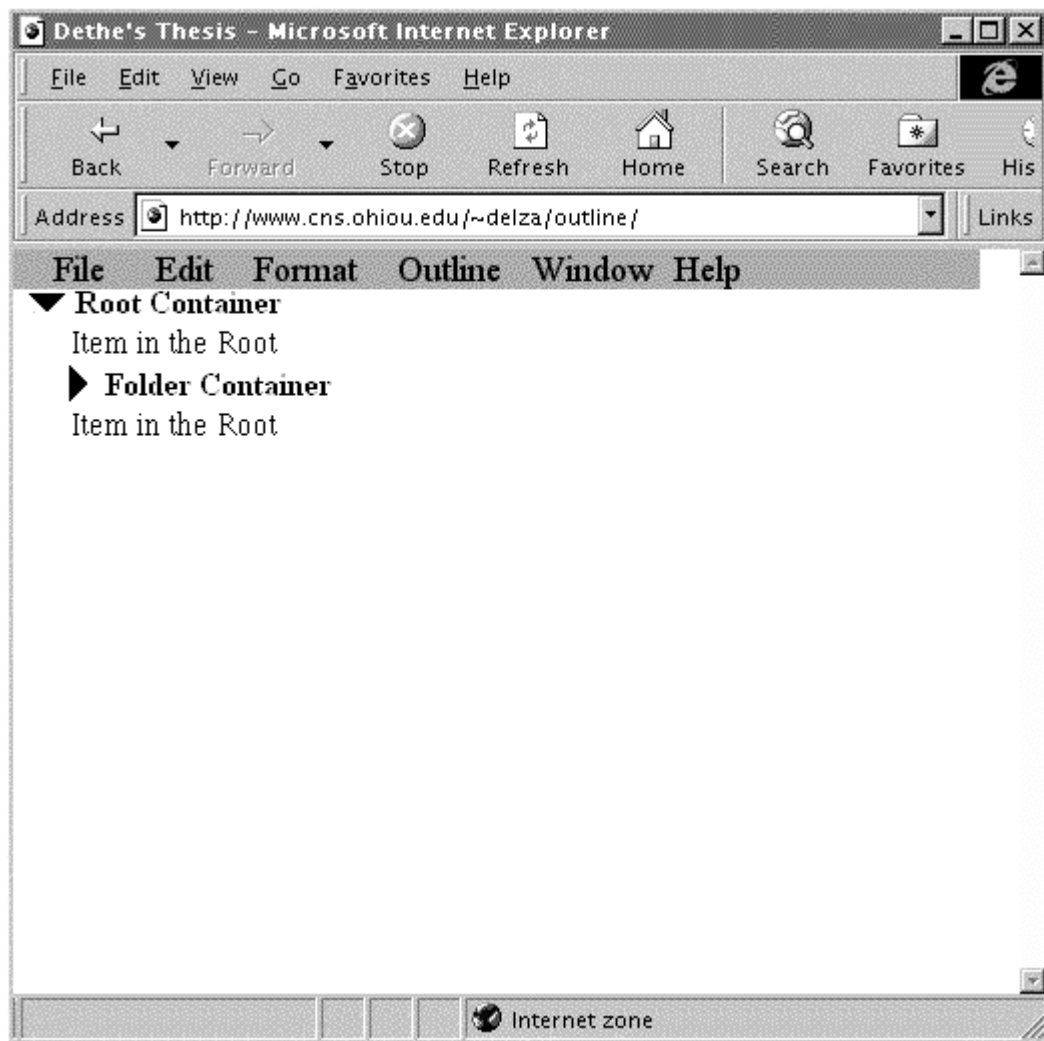 Dethe's Thesis - Microsoft Internet Explorer
File Edit View Go Favorites Help
Back Forward Stop Refresh Home Search Favorites His
Address http://www.cns.ohiou.edu/~delza/outline/ Links
File Edit Format Outline Window Help
Root Container
Item in the Root
Folder Container
Item in the Root
Internet zone